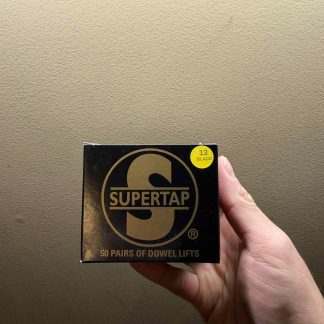 13
BLACK
S
SUPERTAP
®
50 PAIRS OF DOWEL LIFTS